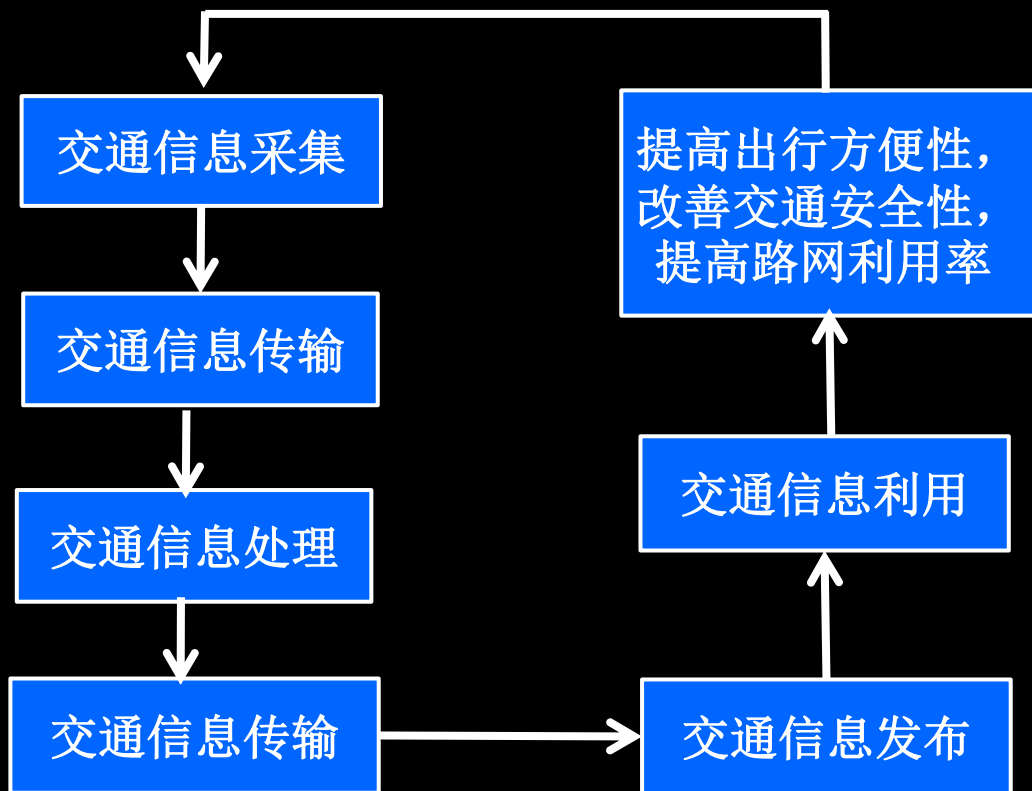 交通信息采集
交通信息传输
交通信息处理
交通信息传输
交通信息发布
交通信息利用
提高出行方便性，
改善交通安全性，
提高路网利用率